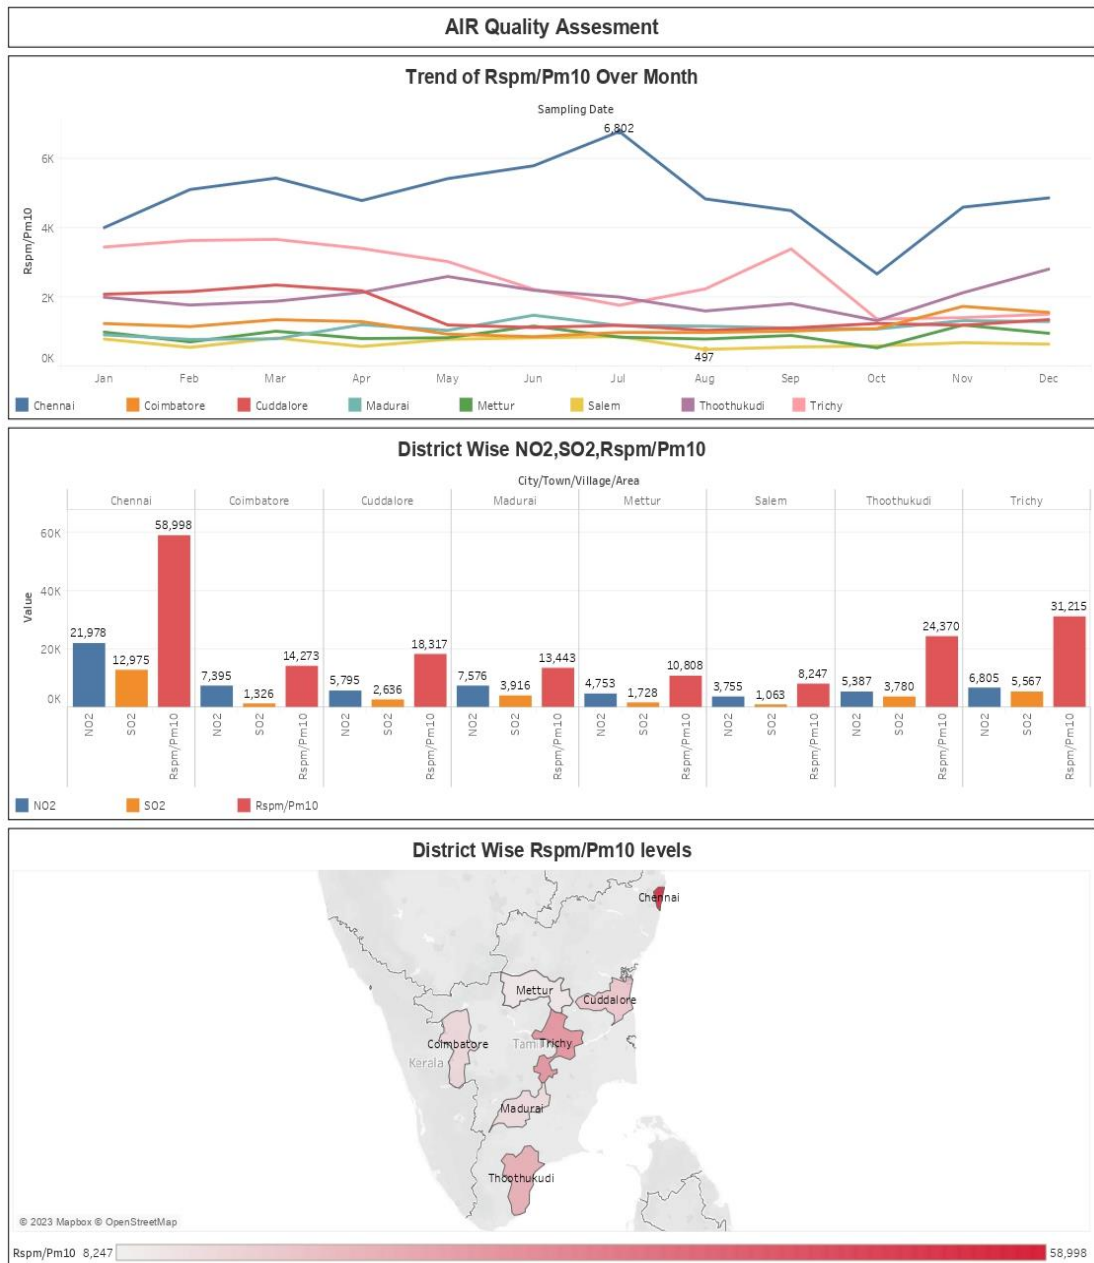 AIR Quality Assesment
Trend of Rspm/Pm10 Over Month
Sampling Date
6,802
6K
4K
2K
0K
Rspm/Pm10
497
Jan Feb Mar Apr May Jun Jul Aug Sep Oct Nov Dec
Chennai Coimbatore Cuddalore Madurai Mettur Salem Thoothukudi Trichy
District Wise NO2,SO2,Rspm/Pm10
City/Town/Village/Area
Chennai Coimbatore Cuddalore Madurai Mettur Salem Thoothukudi Trichy
60K
40K
20K
0K
Value
21,978 12,975 58,998 7,395 1,326 14,273 5,795 2,636 18,317 7,576 3,916 13,443 4,753 1,728 10,808 3,755 1,063 8,247 5,387 3,780 24,370 6,805 5,567 31,215
NO2 SO2 Rspm/Pm10 NO2 SO2 Rspm/Pm10 NO2 SO2 Rspm/Pm10 NO2 SO2 Rspm/Pm10 NO2 SO2 Rspm/Pm10 NO2 SO2 Rspm/Pm10 NO2 SO2 Rspm/Pm10 NO2 SO2 Rspm/Pm10
NO2 SO2 Rspm/Pm10
District Wise Rspm/Pm10 levels
Chennai
Mettur
Cuddalore
Coimbatore
Tam Trichy
Kerala
Madurai
Thoothukudi
© 2023 Mapbox © OpenStreetMap
Rspm/Pm10 8,247 58,998